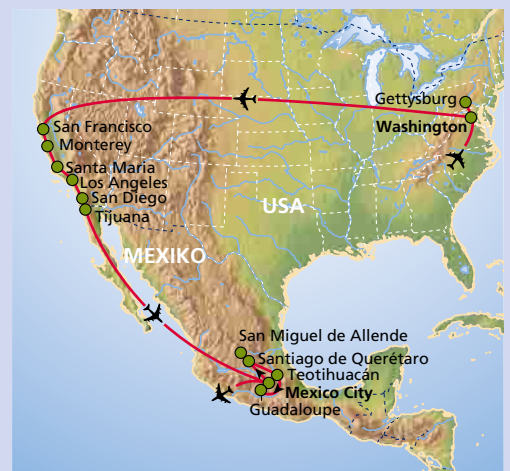 Gettysburg
Washington
San Francisco
Monterey
Santa Maria
Los Angeles
San Diego
Tijuana
USA
MEXIKO
San Miguel de Allende
Santiago de Querétaro
Teotihuacán
Mexico City
Guadaloupe